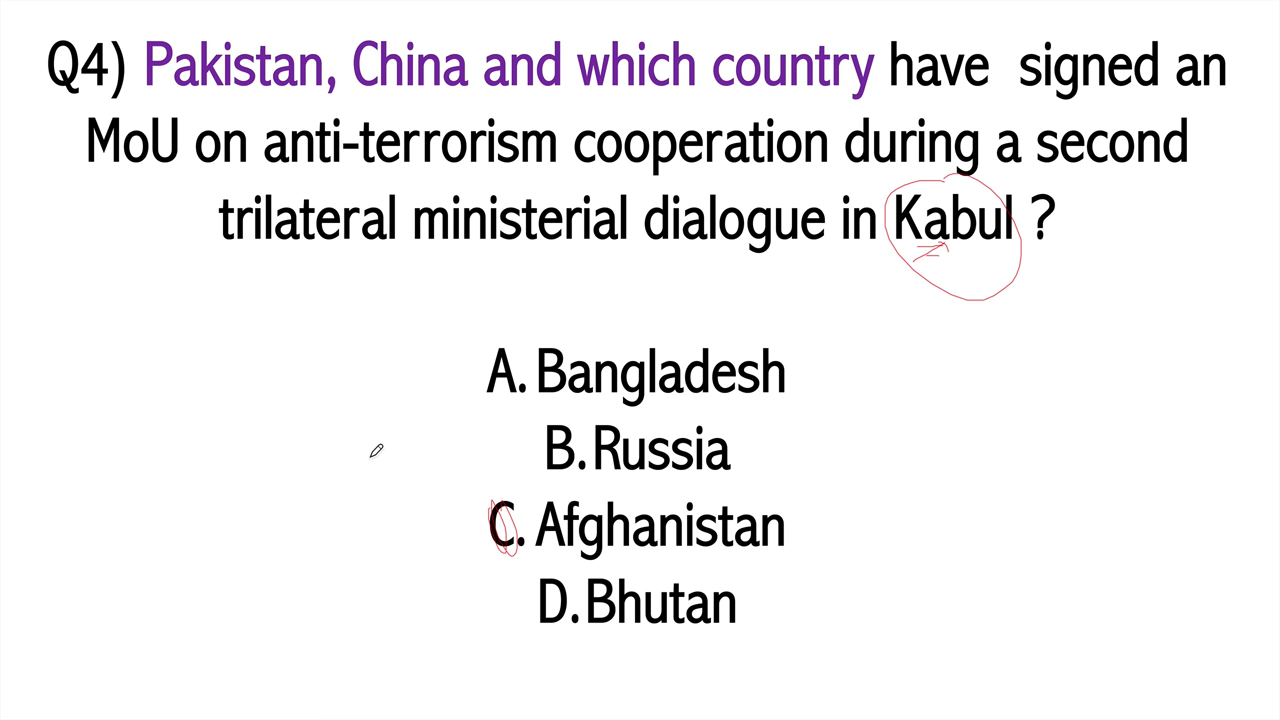 Q4) Pakistan, China and which country have signed an
MoU on anti-terrorism cooperation during a second
trilateral ministerial dialogue in Kabul ?
A. Bangladesh
B. Russia
C. Afghanistan
D. Bhutan